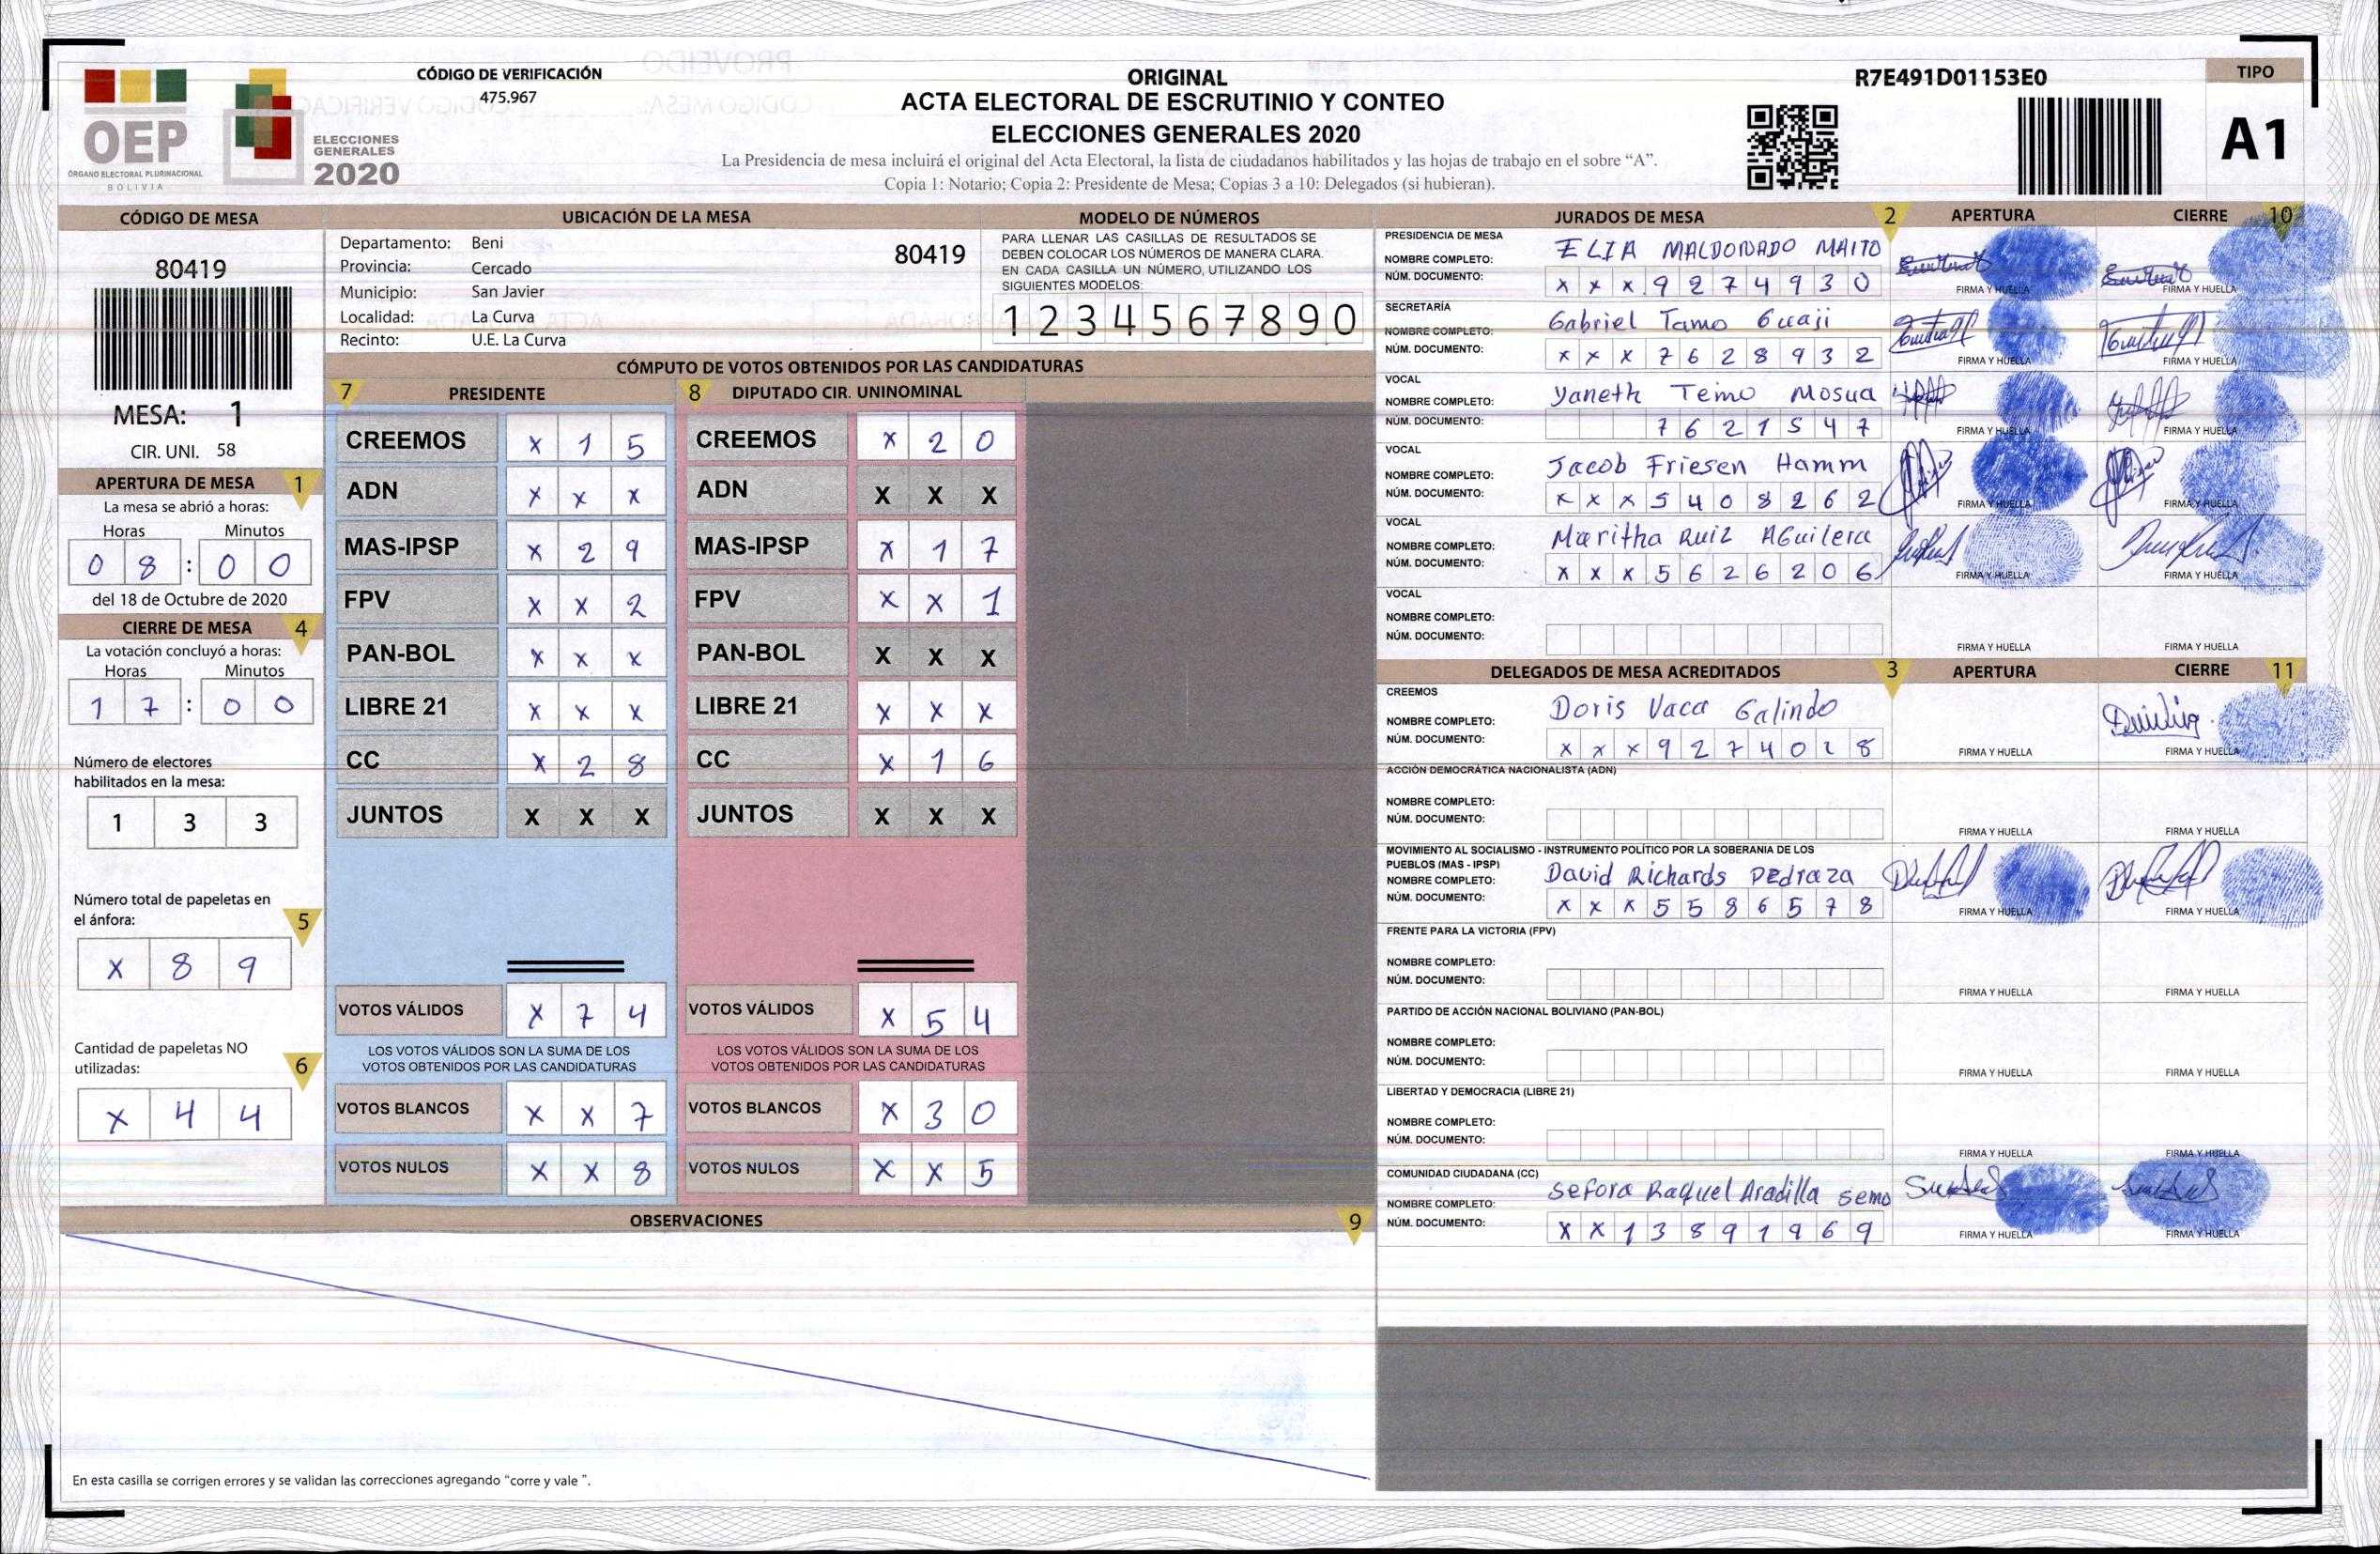 CÓDIGO DE VERIFICACIÓN
475.967
ORIGINAL
ACTA ELECTORAL DE ESCRUTINIO Y CONTEO
ELECCIONES GENERALES 2020
La Presidencia de mesa incluirá el original del Acta Electoral, la lista de ciudadanos habilitados y las hojas de trabajo en el sobre “A”.
Copia 1: Notario; Copia 2: Presidente de Mesa; Copias 3 a 10: Delegados (si hubieran).
R7E491D01153E0
TIPO
A1
OEP
ÓRGANO ELECTORAL PLURINACIONAL
BOLIVIA
ELECCIONES
GENERALES
2020
CÓDIGO DE MESA
80419
MESA: 1
CIR. UNI. 58
APERTURA DE MESA 1
La mesa se abrió a horas:
Horas Minutos
0 8 : 0 0
del 18 de Octubre de 2020
CIERRE DE MESA 4
La votación concluyó a horas:
Horas Minutos
1 7 : 0 0
Número de electores
habilitados en la mesa:
1 3 3
Número total de papeletas en
el ánfora: 5
x 8 9
Cantidad de papeletas NO
utilizadas: 6
x 4 4
UBICACIÓN DE LA MESA
Departamento: Beni
80419
Provincia: Cercado
Municipio: San Javier
Localidad: La Curva
Recinto: U.E. La Curva
MODELO DE NÚMEROS
PARA LLENAR LAS CASILLAS DE RESULTADOS SE
DEBEN COLOCAR LOS NÚMEROS DE MANERA CLARA.
EN CADA CASILLA UN NÚMERO, UTILIZANDO LOS
SIGUIENTES MODELOS:
1 2 3 4 5 6 7 8 9 0
CÓMPUTO DE VOTOS OBTENIDOS POR LAS CANDIDATURAS
7 PRESIDENTE
CREEMOS x 1 5
ADN x x x
MAS-IPSP x 2 9
FPV x x 2
PAN-BOL x x x
LIBRE 21 x x x
CC x 2 8
JUNTOS X X X
VOTOS VÁLIDOS x 7 4
LOS VOTOS VÁLIDOS SON LA SUMA DE LOS
VOTOS OBTENIDOS POR LAS CANDIDATURAS
VOTOS BLANCOS x x 7
VOTOS NULOS x x 8
8 DIPUTADO CIR. UNINOMINAL
CREEMOS x 2 0
ADN X X X
MAS-IPSP x 1 7
FPV x x 1
PAN-BOL X X X
LIBRE 21 x x x
CC x 1 6
JUNTOS X X X
VOTOS VÁLIDOS x 5 4
LOS VOTOS VÁLIDOS SON LA SUMA DE LOS
VOTOS OBTENIDOS POR LAS CANDIDATURAS
VOTOS BLANCOS x 3 0
VOTOS NULOS x x 5
OBSERVACIONES 9
En esta casilla se corrigen errores y se validan las correcciones agregando “corre y vale ”.
JURADOS DE MESA 2 APERTURA CIERRE 10
PRESIDENCIA DE MESA
NOMBRE COMPLETO: ELIA MALDONADO MAITO
NÚM. DOCUMENTO: x x x 9 2 7 4 9 3 0
FIRMA Y HUELLA FIRMA Y HUELLA
SECRETARÍA
NOMBRE COMPLETO: Gabriel Tamo Guaji
NÚM. DOCUMENTO: x x x 7 6 2 8 9 3 2
FIRMA Y HUELLA FIRMA Y HUELLA
VOCAL
NOMBRE COMPLETO: Yaneth Temo Mosua
NÚM. DOCUMENTO: 7 6 2 1 5 4 7
FIRMA Y HUELLA FIRMA Y HUELLA
VOCAL
NOMBRE COMPLETO: Jacob Friesen Hamm
NÚM. DOCUMENTO: x x x 5 4 0 8 2 6 2
FIRMA Y HUELLA FIRMA Y HUELLA
VOCAL
NOMBRE COMPLETO: Maritha Ruiz AGuilera
NÚM. DOCUMENTO: x x x 5 6 2 6 2 0 6
FIRMA Y HUELLA FIRMA Y HUELLA
VOCAL
NOMBRE COMPLETO:
NÚM. DOCUMENTO:
FIRMA Y HUELLA FIRMA Y HUELLA
DELEGADOS DE MESA ACREDITADOS 3 APERTURA CIERRE 11
CREEMOS
NOMBRE COMPLETO: Doris Vaca Galindo
NÚM. DOCUMENTO: x x x 9 2 7 4 0 2 8
FIRMA Y HUELLA FIRMA Y HUELLA
ACCIÓN DEMOCRÁTICA NACIONALISTA (ADN)
NOMBRE COMPLETO:
NÚM. DOCUMENTO:
FIRMA Y HUELLA FIRMA Y HUELLA
MOVIMIENTO AL SOCIALISMO - INSTRUMENTO POLÍTICO POR LA SOBERANIA DE LOS
PUEBLOS (MAS - IPSP)
NOMBRE COMPLETO: David Richards Pedraza
NÚM. DOCUMENTO: x x x 5 5 8 6 5 7 8
FIRMA Y HUELLA FIRMA Y HUELLA
FRENTE PARA LA VICTORIA (FPV)
NOMBRE COMPLETO:
NÚM. DOCUMENTO:
FIRMA Y HUELLA FIRMA Y HUELLA
PARTIDO DE ACCIÓN NACIONAL BOLIVIANO (PAN-BOL)
NOMBRE COMPLETO:
NÚM. DOCUMENTO:
FIRMA Y HUELLA FIRMA Y HUELLA
LIBERTAD Y DEMOCRACIA (LIBRE 21)
NOMBRE COMPLETO:
NÚM. DOCUMENTO:
FIRMA Y HUELLA FIRMA Y HUELLA
COMUNIDAD CIUDADANA (CC)
NOMBRE COMPLETO: Sefora Raquel Aradilla Semo
NÚM. DOCUMENTO: x x 1 3 8 9 1 9 6 9
FIRMA Y HUELLA FIRMA Y HUELLA